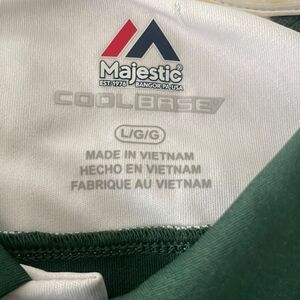 Majestic
EST. 1976 BANGOR, PA, USA
COOLBASE
L/G/G
MADE IN VIETNAM
HECHO EN VIETNAM
FABRIQUE AU VIETNAM